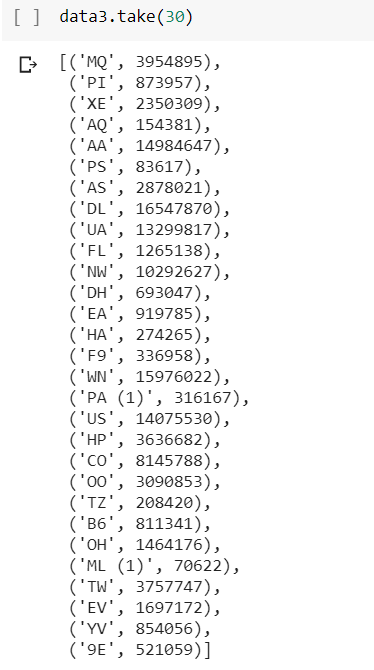 [ ] data3.take(30)
[('MQ', 3954895),
('PI', 873957),
('XE', 2350309),
('AQ', 154381),
('AA', 14984647),
('PS', 83617),
('AS', 2878021),
('DL', 16547870),
('UA', 13299817),
('FL', 1265138),
('NW', 10292627),
('DH', 693047),
('EA', 919785),
('HA', 274265),
('F9', 336958),
('WN', 15976022),
('PA (1)', 316167),
('US', 14075530),
('HP', 3636682),
('CO', 8145788),
('OO', 3090853),
('TZ', 208420),
('B6', 811341),
('OH', 1464176),
('ML (1)', 70622),
('TW', 3757747),
('EV', 1697172),
('YV', 854056),
('9E', 521059)]